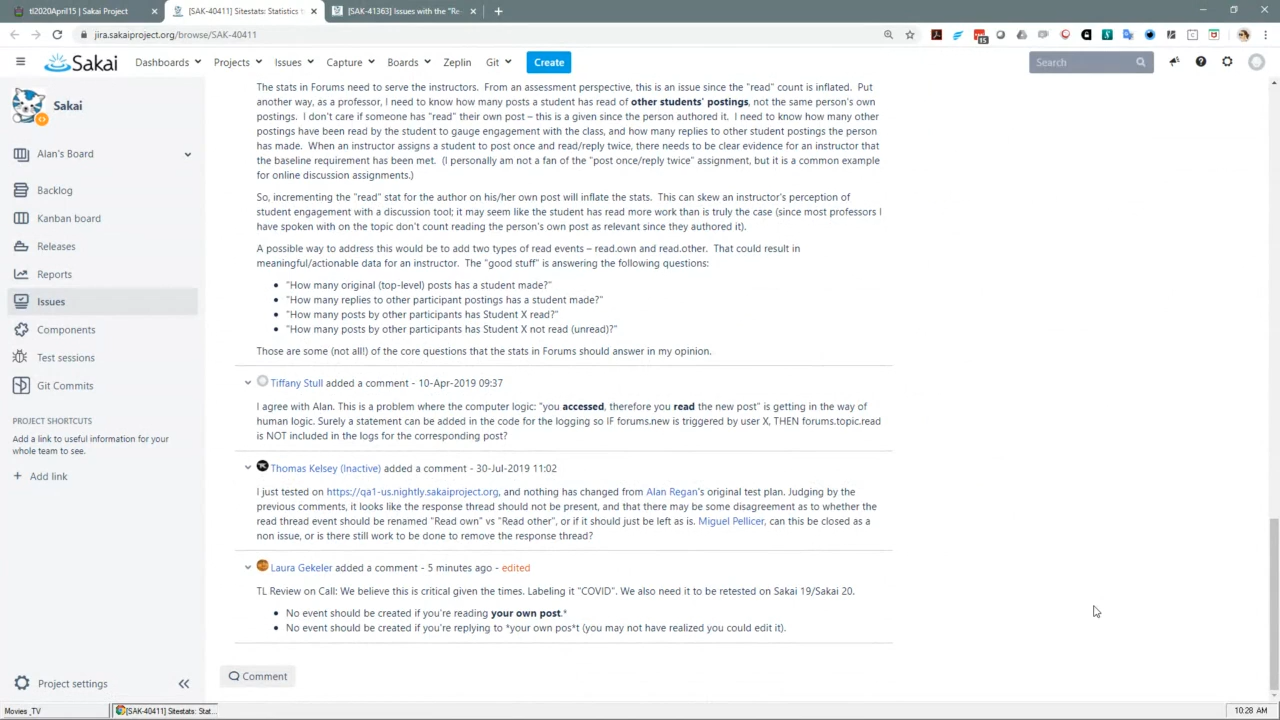 tl2020April15 | Sakai Project
[SAK-40411] Sitestats: Statistics t
[SAK-41363] Issues with the "Re
jira.sakaiproject.org/browse/SAK-40411
15
Sakai
Dashboards
Projects
Issues
Capture
Boards
Zeplin
Git
Create
Search
Sakai
Alan's Board
Backlog
Kanban board
Releases
Reports
Issues
Components
Test sessions
Git Commits
PROJECT SHORTCUTS
Add a link to useful information for your
whole team to see.
+ Add link
Project settings
The stats in Forums need to serve the instructors. From an assessment perspective, this is an issue since the "read" count is inflated. Put
another way, as a professor, I need to know how many posts a student has read of other students' postings, not the same person's own
postings. I don't care if someone has "read" their own post – this is a given since the person authored it. I need to know how many other
postings have been read by the student to gauge engagement with the class, and how many replies to other student postings the person
has made. When an instructor assigns a student to post once and read/reply twice, there needs to be clear evidence for an instructor that
the baseline requirement has been met. (I personally am not a fan of the "post once/reply twice" assignment, but it is a common example
for online discussion assignments.)
So, incrementing the "read" stat for the author on his/her own post will inflate the stats. This can skew an instructor's perception of
student engagement with a discussion tool; it may seem like the student has read more work than is truly the case (since most professors I
have spoken with on the topic don't count reading the person's own post as relevant since they authored it).
A possible way to address this would be to add two types of read events – read.own and read.other. That could result in
meaningful/actionable data for an instructor. The "good stuff" is answering the following questions:
• "How many original (top-level) posts has a student made?"
• "How many replies to other participant postings has a student made?"
• "How many posts by other participants has Student X read?"
• "How many posts by other participants has Student X not read (unread)?"
Those are some (not all!) of the core questions that the stats in Forums should answer in my opinion.
Tiffany Stull added a comment - 10-Apr-2019 09:37
I agree with Alan. This is a problem where the computer logic: "you accessed, therefore you read the new post" is getting in the way of
human logic. Surely a statement can be added in the code for the logging so IF forums.new is triggered by user X, THEN forums.topic.read
is NOT included in the logs for the corresponding post?
Thomas Kelsey (Inactive) added a comment - 30-Jul-2019 11:02
I just tested on https://qa1-us.nightly.sakaiproject.org, and nothing has changed from Alan Regan's original test plan. Judging by the
previous comments, it looks like the response thread should not be present, and that there may be some disagreement as to whether the
read thread event should be renamed "Read own" vs "Read other", or if it should just be left as is. Miguel Pellicer, can this be closed as a
non issue, or is there still work to be done to remove the response thread?
Laura Gekeler added a comment - 5 minutes ago - edited
TL Review on Call: We believe this is critical given the times. Labeling it "COVID". We also need it to be retested on Sakai 19/Sakai 20.
• No event should be created if you're reading your own post.*
• No event should be created if you're replying to *your own pos*t (you may not have realized you could edit it).
Comment
Movies _TV
[SAK-40411] Sitestats: Stat...
10:28 AM